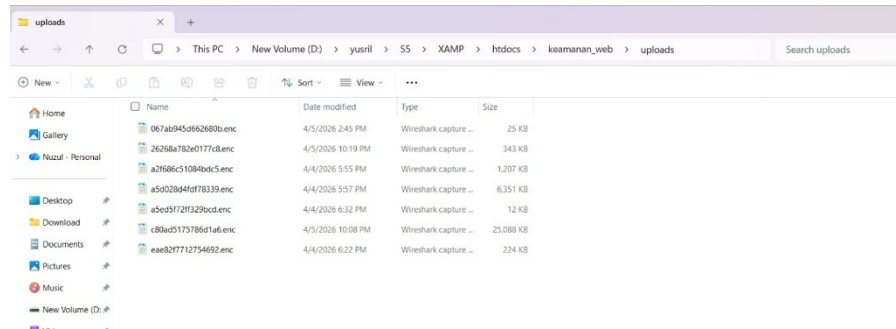 uploads
This PC > New Volume (D:) > yusril > S5 > XAMP > htdocs > keamanan_web > uploads
Search uploads
New
Sort
View
Name Date modified Type Size
Home
Gallery
Nuzul - Personal
Desktop
Download
Documents
Pictures
Music
New Volume (D:
067ab945d662680b.enc 4/5/2026 2:45 PM Wireshark capture ... 25 KB
26268a782e0177c8.enc 4/5/2026 10:19 PM Wireshark capture ... 343 KB
a2f686c51084bdc5.enc 4/4/2026 5:55 PM Wireshark capture ... 1,207 KB
a5d028d4fdf78339.enc 4/4/2026 5:57 PM Wireshark capture ... 6,351 KB
a5ed5f72ff329bcd.enc 4/4/2026 6:32 PM Wireshark capture ... 12 KB
c80ad5175786d1a6.enc 4/5/2026 10:08 PM Wireshark capture ... 25,088 KB
eae82f7712754692.enc 4/4/2026 6:22 PM Wireshark capture ... 224 KB